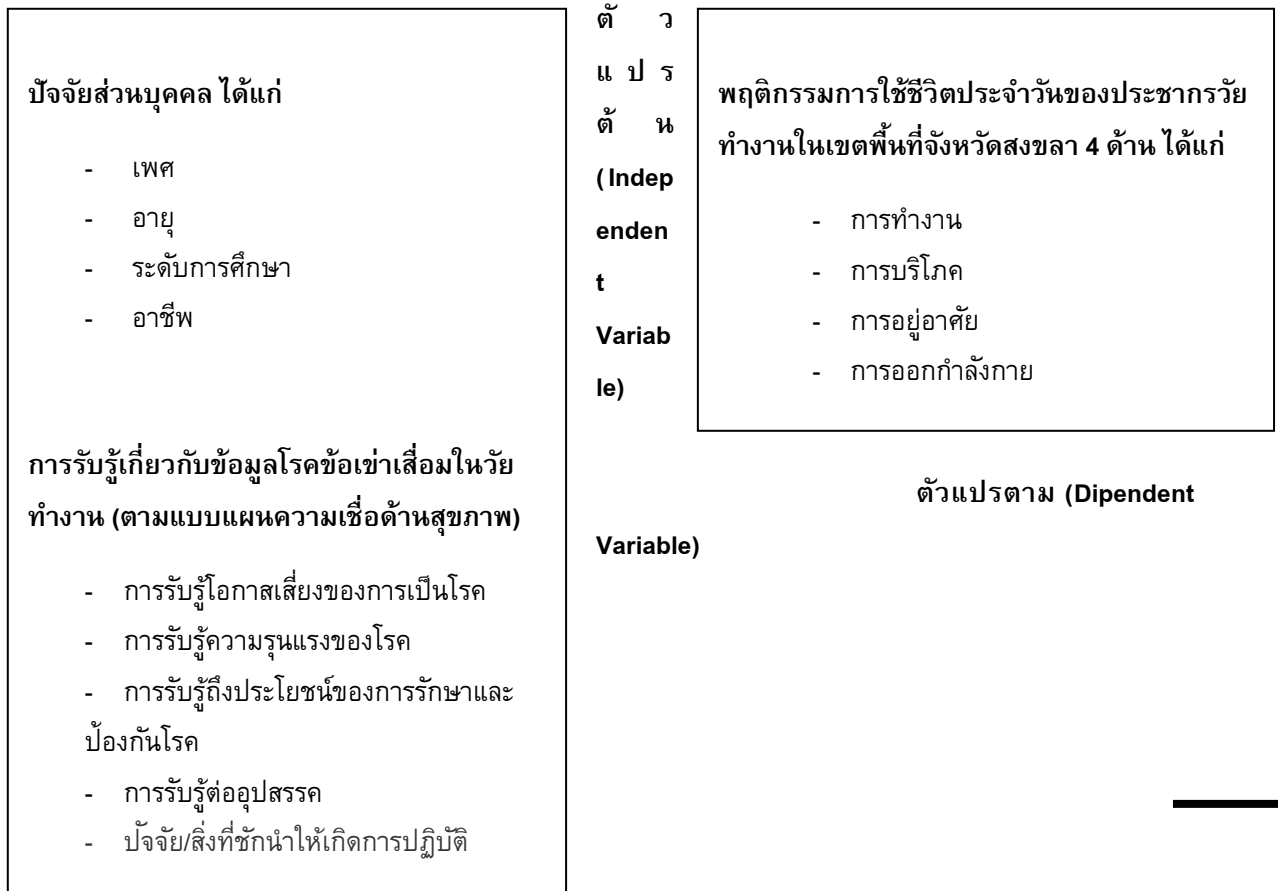 ปัจจัยส่วนบุคคล ได้แก่
- เพศ
- อายุ
- ระดับการศึกษา
- อาชีพ
การรับรู้เกี่ยวกับข้อมูลโรคข้อเข่าเสื่อมในวัย
ทำงาน (ตามแบบแผนความเชื่อด้านสุขภาพ)
- การรับรู้โอกาสเสี่ยงของการเป็นโรค
- การรับรู้ความรุนแรงของโรค
- การรับรู้ถึงประโยชน์ของการรักษาและ
ป้องกันโรค
- การรับรู้ต่ออุปสรรค
- ปัจจัย/สิ่งที่ชักนำให้เกิดการปฏิบัติ
ตัว
แปร
ต้น
(Indep
enden
t
Variab
le)
พฤติกรรมการใช้ชีวิตประจำวันของประชากรวัย
ทำงานในเขตพื้นที่จังหวัดสงขลา 4 ด้าน ได้แก่
- การทำงาน
- การบริโภค
- การอยู่อาศัย
- การออกกำลังกาย
ตัวแปรตาม (Dipendent
Variable)